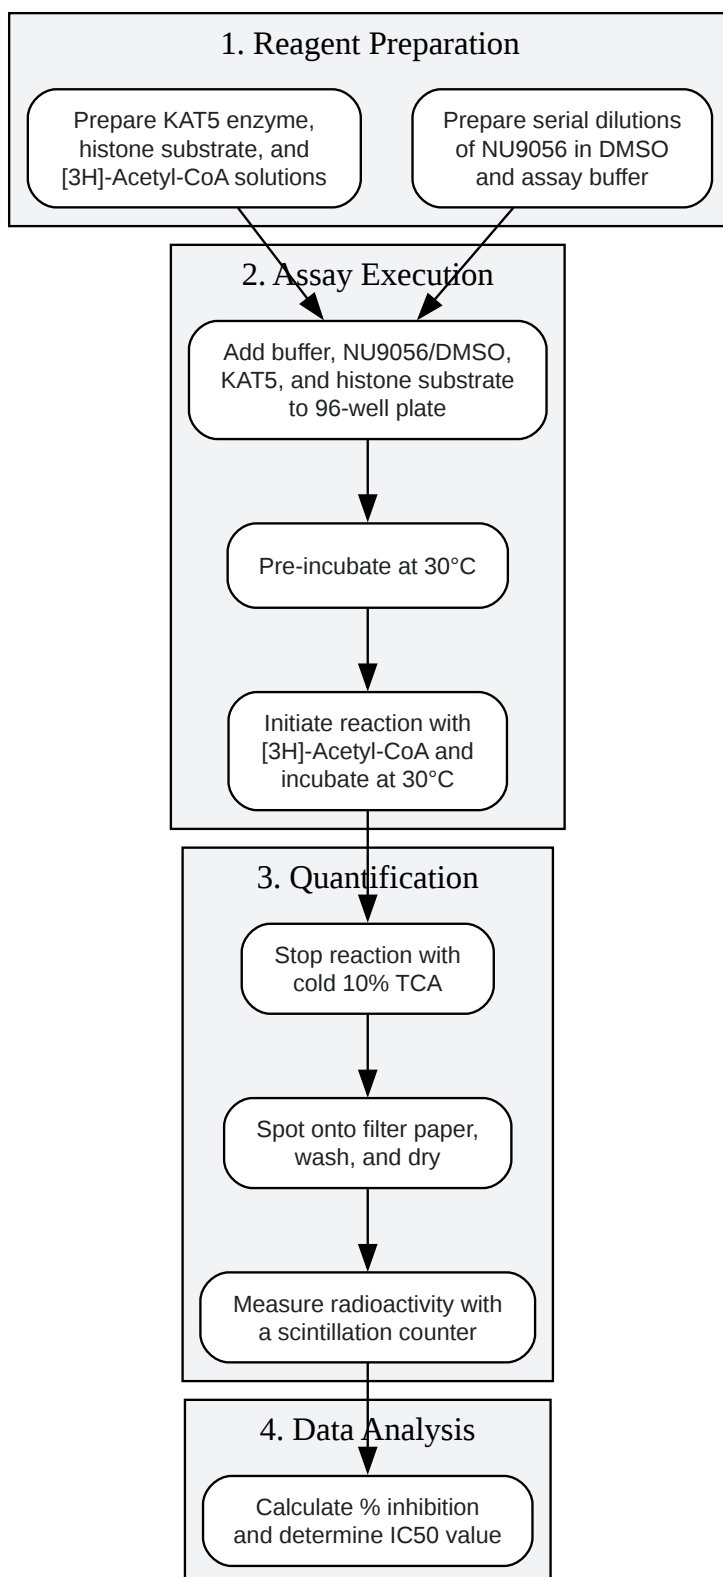 1. Reagent Preparation
Prepare KAT5 enzyme,
histone substrate, and
[3H]-Acetyl-CoA solutions
Prepare serial dilutions
of NU9056 in DMSO
and assay buffer
2. Assay Execution
Add buffer, NU9056/DMSO,
KAT5, and histone substrate
to 96-well plate
Pre-incubate at 30°C
Initiate reaction with
[3H]-Acetyl-CoA and
incubate at 30°C
3. Quantification
Stop reaction with
cold 10% TCA
Spot onto filter paper,
wash, and dry
Measure radioactivity with
a scintillation counter
4. Data Analysis
Calculate % inhibition
and determine IC50 value